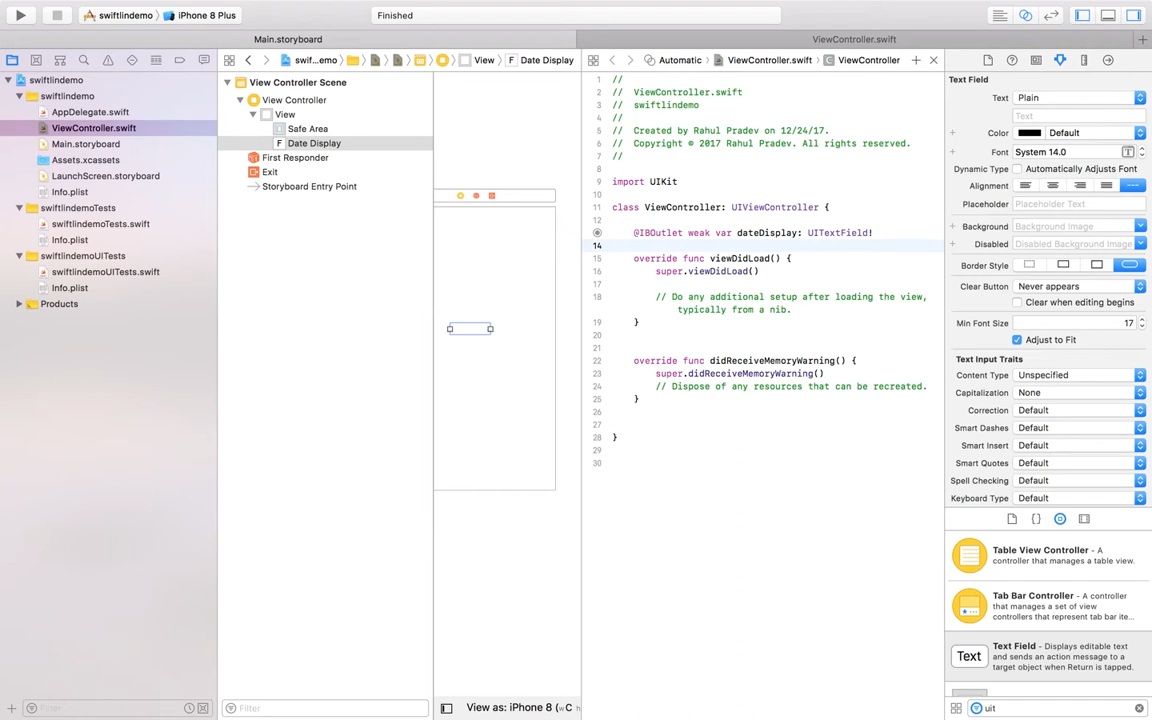 swiftlindemo
iPhone 8 Plus
Finished
Main.storyboard
ViewController.swift
swif...emo
View
Date Display
Automatic
ViewController.swift
ViewController
swiftlindemo
swiftlindemo
AppDelegate.swift
ViewController.swift
Main.storyboard
Assets.xcassets
LaunchScreen.storyboard
Info.plist
swiftlindemoTests
swiftlindemoTests.swift
Info.plist
swiftlindemoUITests
swiftlindemoUITests.swift
Info.plist
Products
Filter
View Controller Scene
View Controller
View
Safe Area
F Date Display
First Responder
Exit
Storyboard Entry Point
Filter
View as: iPhone 8 (wC h
1 //
2 // ViewController.swift
3 // swiftlindemo
4 //
5 // Created by Rahul Pradev on 12/24/17.
6 // Copyright © 2017 Rahul Pradev. All rights reserved.
7 //
8
9 import UIKit
10
11 class ViewController: UIViewController {
12
@IBOutlet weak var dateDisplay: UITextField!
14
15 override func viewDidLoad() {
16 super.viewDidLoad()
17
18 // Do any additional setup after loading the view,
typically from a nib.
19 }
20
21
22 override func didReceiveMemoryWarning() {
23 super.didReceiveMemoryWarning()
24 // Dispose of any resources that can be recreated.
25 }
26
27
28 }
29
30
Text Field
Text Plain
Text
Color Default
Font System 14.0
Dynamic Type Automatically Adjusts Font
Alignment
Placeholder Placeholder Text
Background Background Image
Disabled Disabled Background Image
Border Style
Clear Button Never appears
Clear when editing begins
Min Font Size 17
Adjust to Fit
Text Input Traits
Content Type Unspecified
Capitalization None
Correction Default
Smart Dashes Default
Smart Insert Default
Smart Quotes Default
Spell Checking Default
Keyboard Type Default
Table View Controller - A
controller that manages a table view.
Tab Bar Controller - A controller
that manages a set of view
controllers that represent tab bar ite...
Text
Text Field - Displays editable text
and sends an action message to a
target object when Return is tapped.
uit